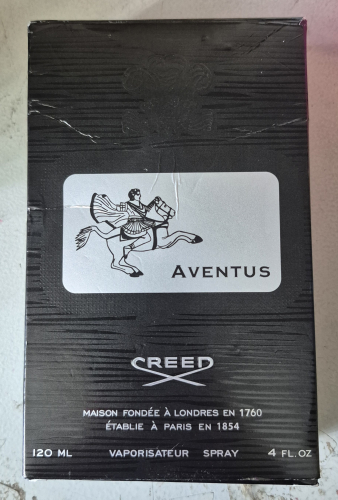 AVENTUS
CREED
MAISON FONDÉE À LONDRES EN 1760
ÉTABLIE À PARIS EN 1854
120 ML VAPORISATEUR SPRAY 4 FL.OZ